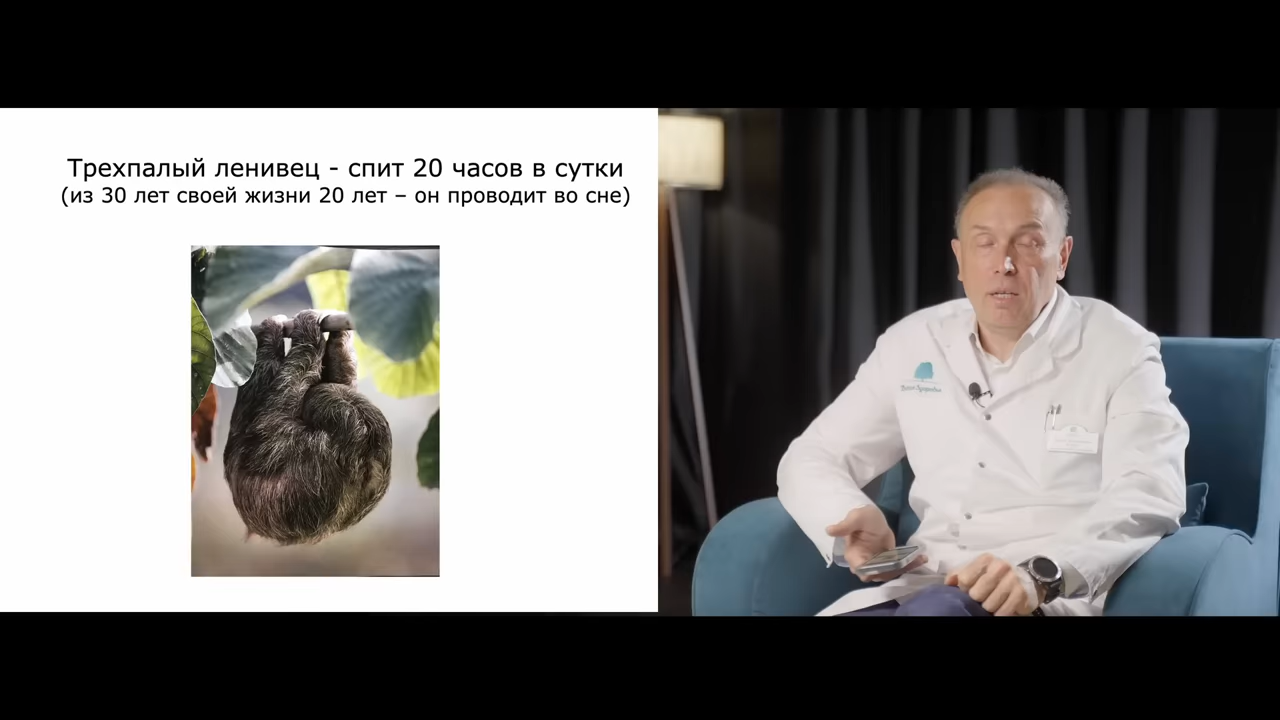 Трехпалый ленивец - спит 20 часов в сутки
(из 30 лет своей жизни 20 лет – он проводит во сне)